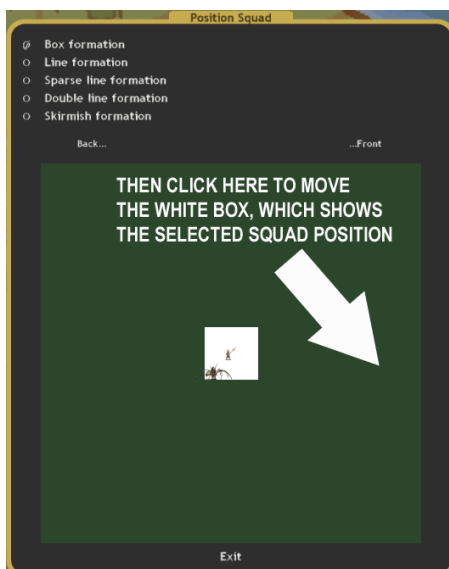 Position Squad
Box formation
Line formation
Sparse line formation
Double line formation
Skirmish formation
Back... ...Front
THEN CLICK HERE TO MOVE
THE WHITE BOX, WHICH SHOWS
THE SELECTED SQUAD POSITION
Exit